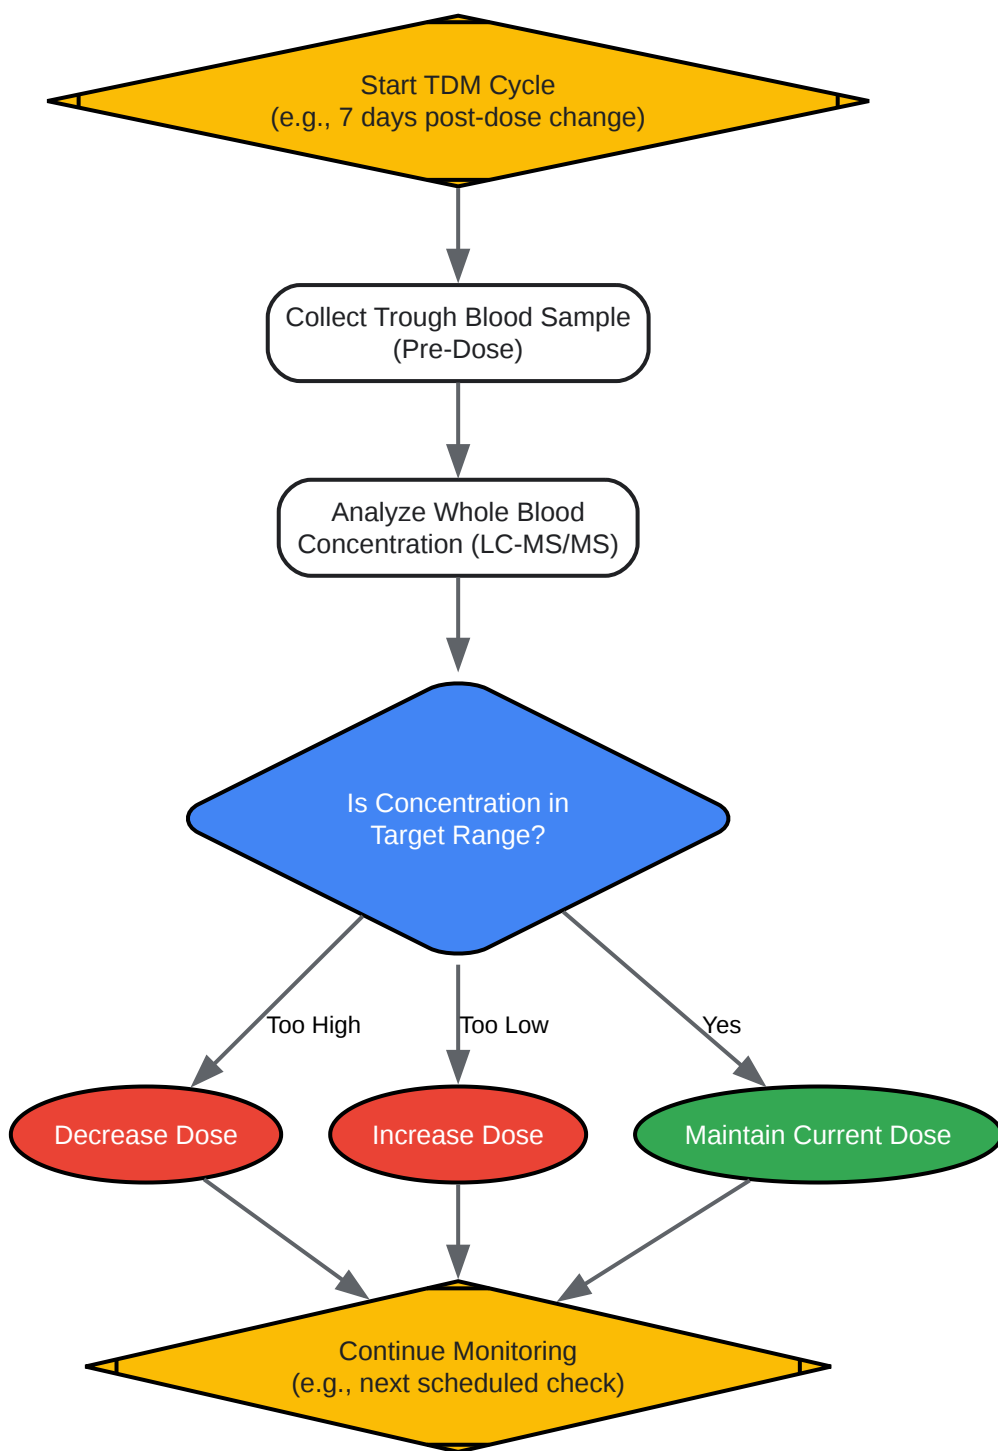 Start TDM Cycle
(e.g., 7 days post-dose change)
Collect Trough Blood Sample
(Pre-Dose)
Analyze Whole Blood
Concentration (LC-MS/MS)
Is Concentration in
Target Range?
Too High
Too Low
Yes
Decrease Dose
Increase Dose
Maintain Current Dose
Continue Monitoring
(e.g., next scheduled check)